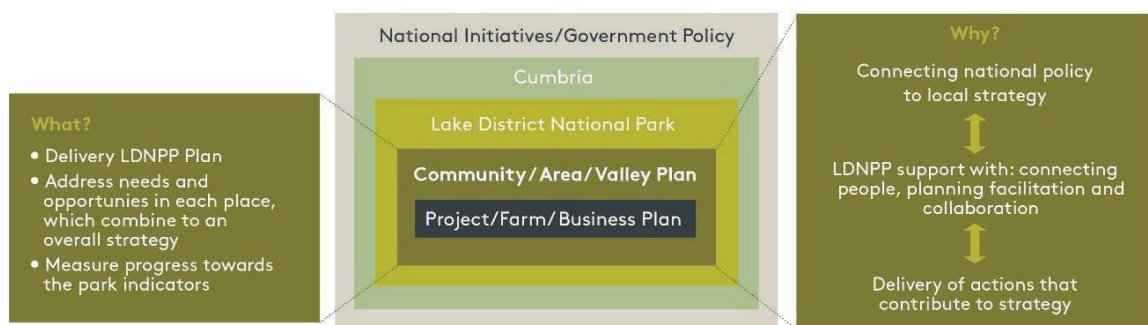 What?
• Delivery LDNPP Plan
• Address needs and
opportunies in each place,
which combine to an
overall strategy
• Measure progress towards
the park indicators
National Initiatives/Government Policy
Cumbria
Lake District National Park
Community/Area/Valley Plan
Project/Farm/Business Plan
Why?
Connecting national policy
to local strategy
LDNPP support with: connecting
people, planning facilitation and
collaboration
Delivery of actions that
contribute to strategy